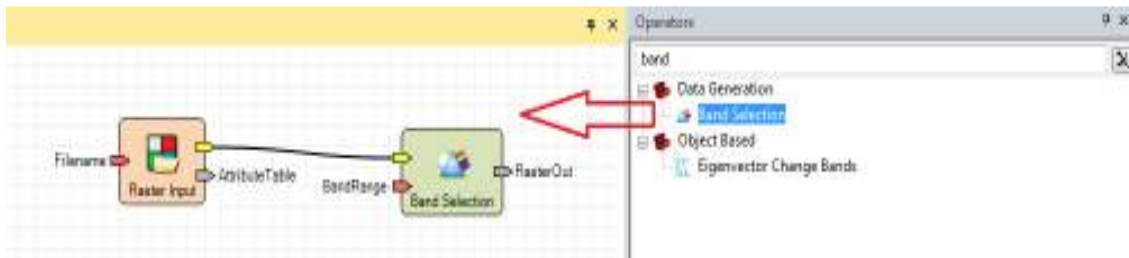 Filename
Raster Input
AttributeTable
BandRange
Band Selection
RasterOut
Operators
band
Data Generation
Band Selection
Object Based
Eigenvector Change Bands